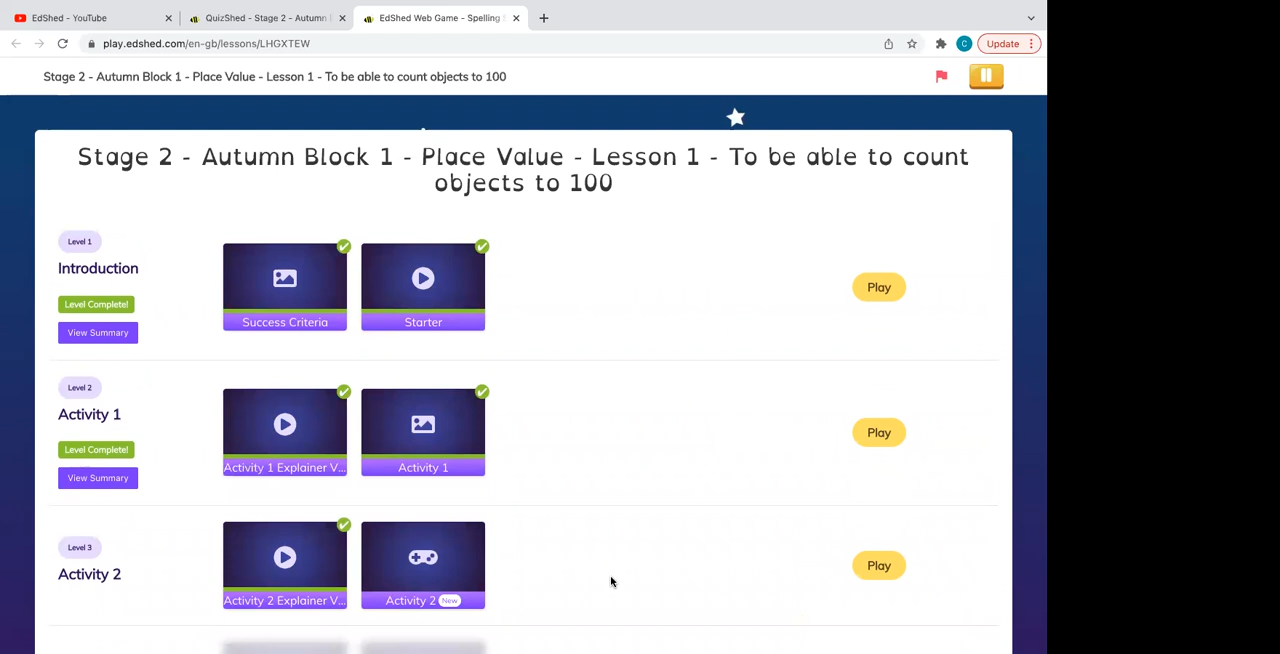 EdShed - YouTube
QuizShed - Stage 2 - Autumn
EdShed Web Game - Spelling
play.edshed.com/en-gb/lessons/LHGXTEW
C
Update
Stage 2 - Autumn Block 1 - Place Value - Lesson 1 - To be able to count objects to 100
Stage 2 - Autumn Block 1 - Place Value - Lesson 1 - To be able to count
objects to 100
Level 1
Introduction
Level Complete!
View Summary
Success Criteria
Starter
Play
Level 2
Activity 1
Level Complete!
View Summary
Activity 1 Explainer V...
Activity 1
Play
Level 3
Activity 2
Activity 2 Explainer V...
Activity 2 New
Play